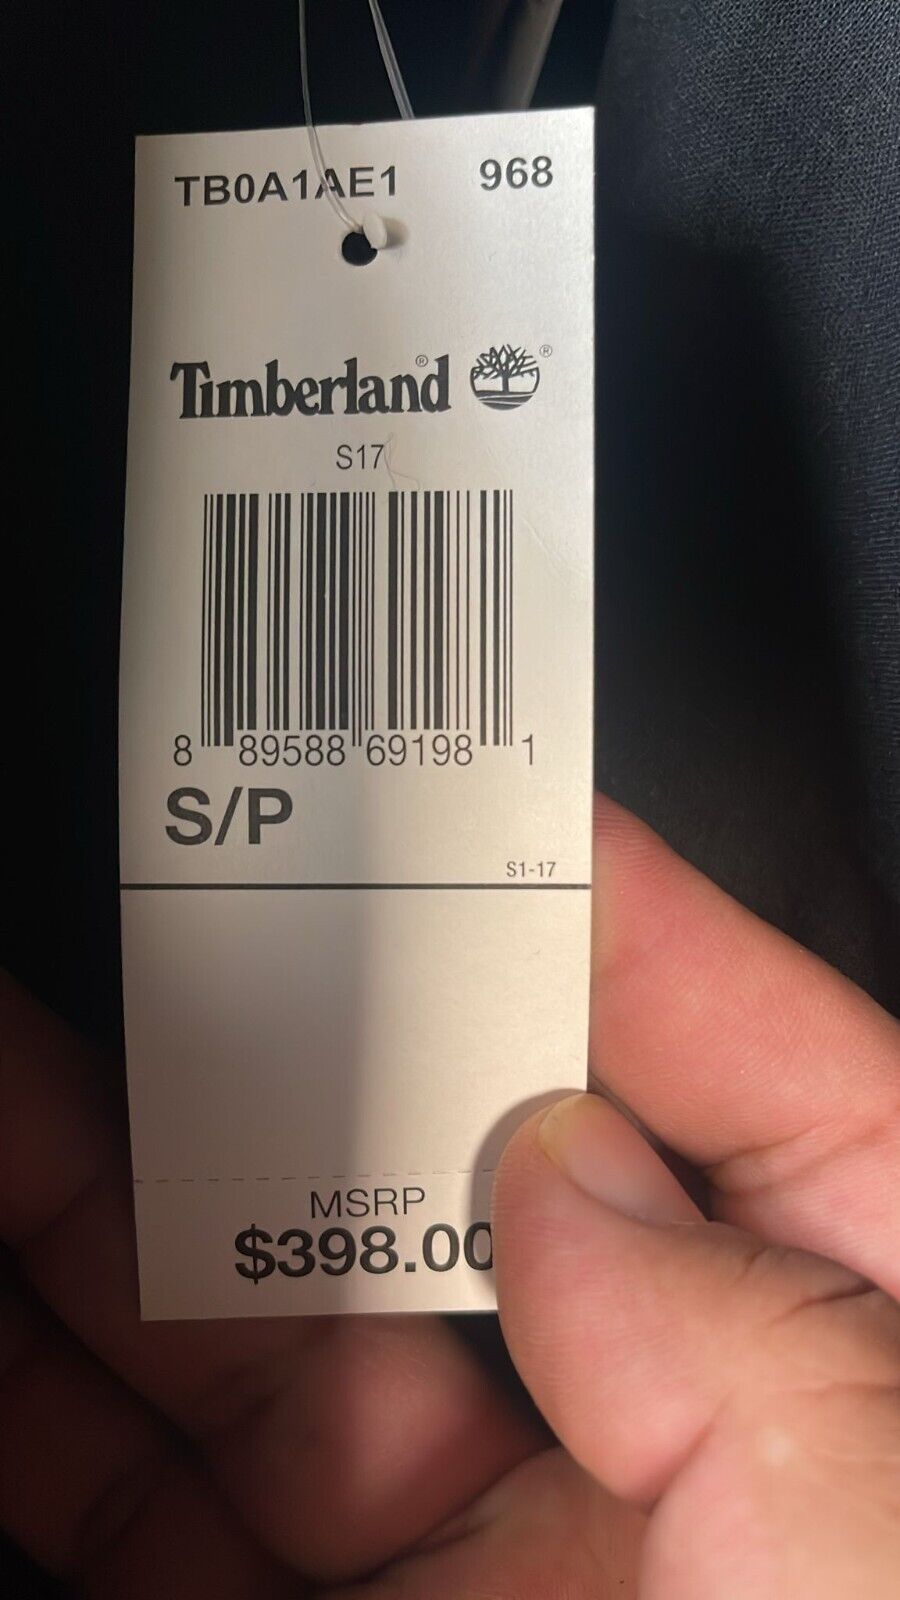 TB0A1AE1 968
Timberland® ®
S17
8 89588 69198 1
S/P
S1-17
MSRP
$398.00